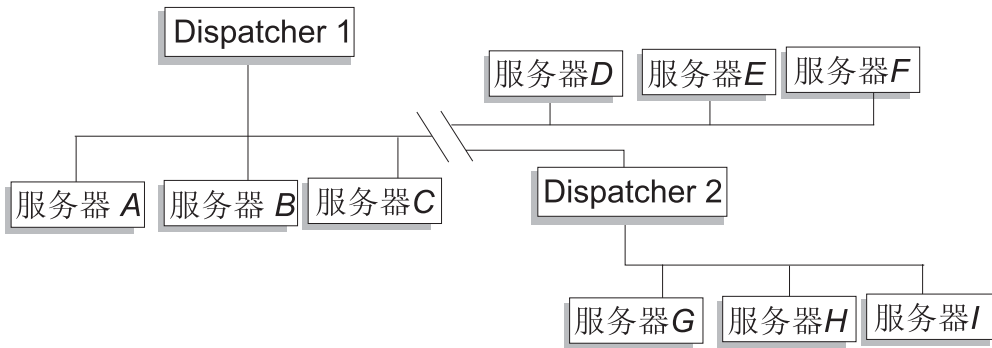 Dispatcher 1
服务器D
服务器E
服务器F
服务器 A
服务器 B
服务器C
Dispatcher 2
服务器G
服务器H
服务器I